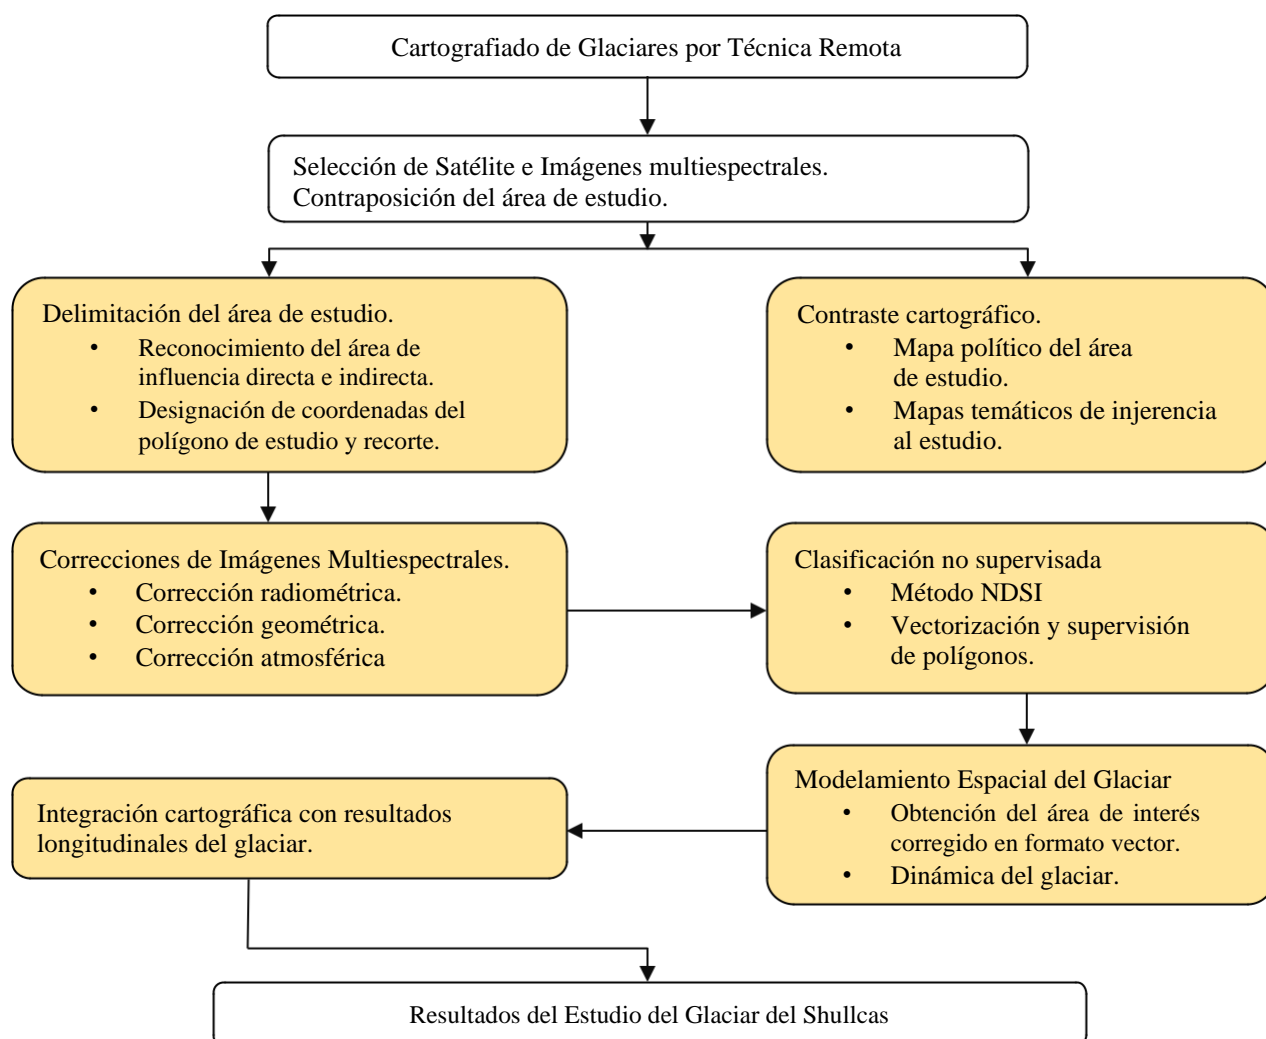 Cartografiado de Glaciares por Técnica Remota
Selección de Satélite e Imágenes multiespectrales.
Contraposición del área de estudio.
Delimitación del área de estudio.
• Reconocimiento del área de
influencia directa e indirecta.
• Designación de coordenadas del
polígono de estudio y recorte.
Contraste cartográfico.
• Mapa político del área
de estudio.
• Mapas temáticos de injerencia
al estudio.
Correcciones de Imágenes Multiespectrales.
• Corrección radiométrica.
• Corrección geométrica.
• Corrección atmosférica
Clasificación no supervisada
• Método NDSI
• Vectorización y supervisión
de polígonos.
Modelamiento Espacial del Glaciar
• Obtención del área de interés
corregido en formato vector.
• Dinámica del glaciar.
Integración cartográfica con resultados
longitudinales del glaciar.
Resultados del Estudio del Glaciar del Shullcas